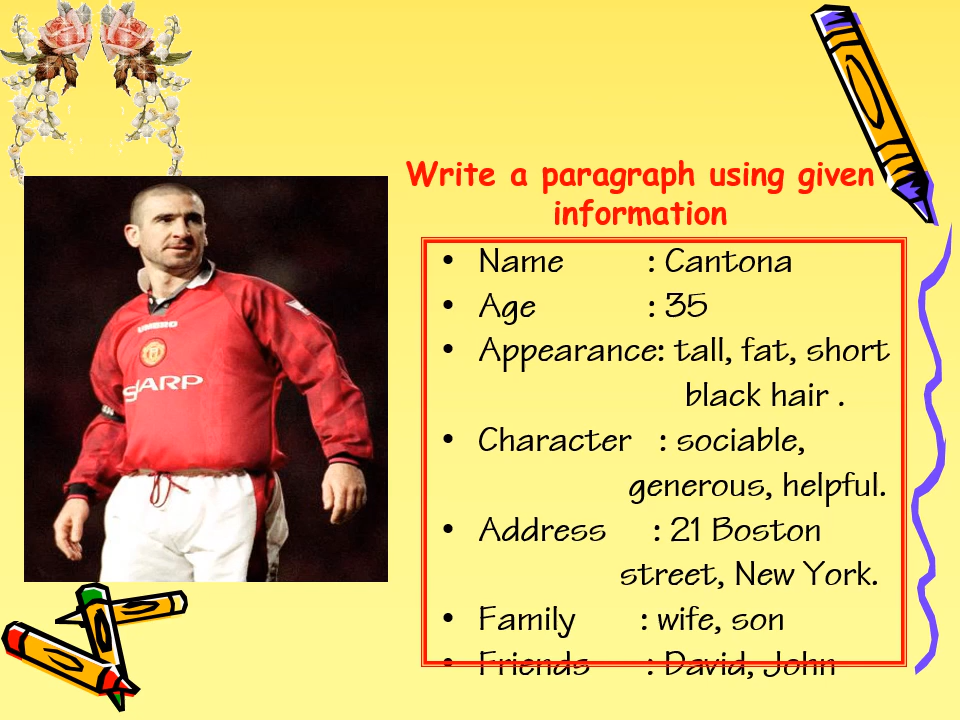 Write a paragraph using given
information
• Name : Cantona
• Age : 35
• Appearance: tall, fat, short
black hair .
• Character : sociable,
generous, helpful.
• Address : 21 Boston
street, New York.
• Family : wife, son
• Friends : David, John
UMBRO
SHARP